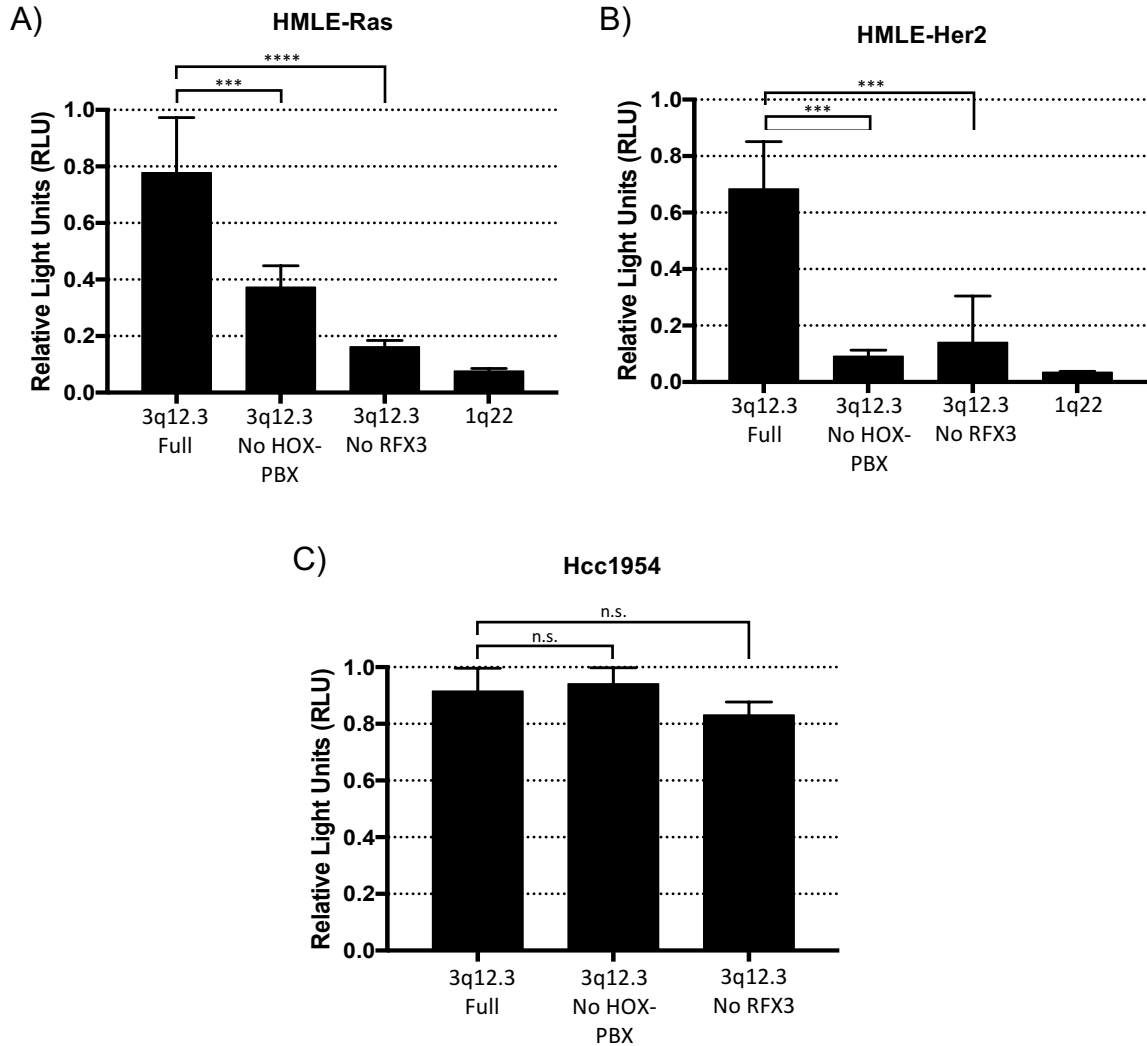 A)
HMLE-Ras
****
***
Relative Light Units (RLU)
1.0
0.8
0.6
0.4
0.2
0.0
3q12.3
Full
3q12.3
No HOX-
PBX
3q12.3
No RFX3
1q22
B)
HMLE-Her2
***
***
Relative Light Units (RLU)
1.0
0.8
0.6
0.4
0.2
0.0
3q12.3
Full
3q12.3
No HOX-
PBX
3q12.3
No RFX3
1q22
C)
Hcc1954
n.s.
n.s.
Relative Light Units (RLU)
1.0
0.8
0.6
0.4
0.2
0.0
3q12.3
Full
3q12.3
No HOX-
PBX
3q12.3
No RFX3